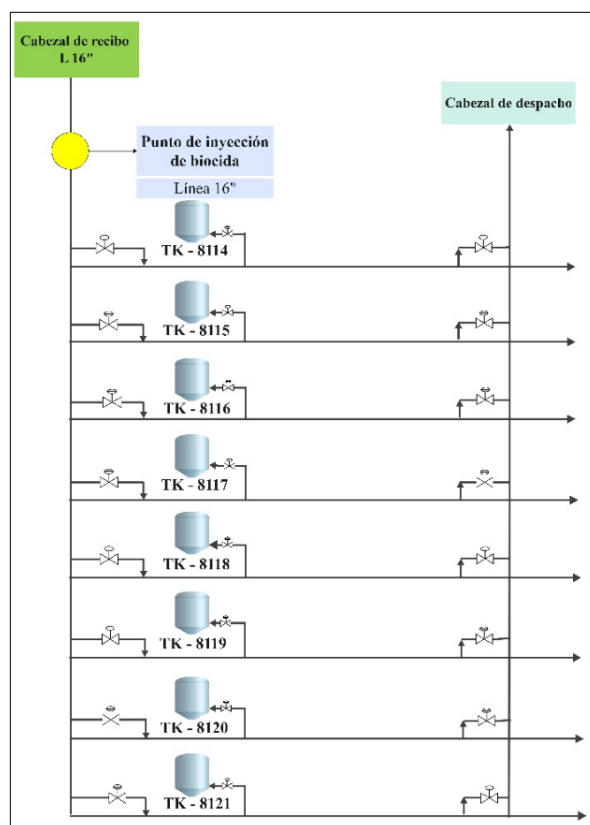 Cabezal de recibo
L 16"
Cabezal de despacho
Punto de inyección
de biocida
Línea 16"
TK - 8114
TK - 8115
TK - 8116
TK - 8117
TK - 8118
TK - 8119
TK - 8120
TK - 8121